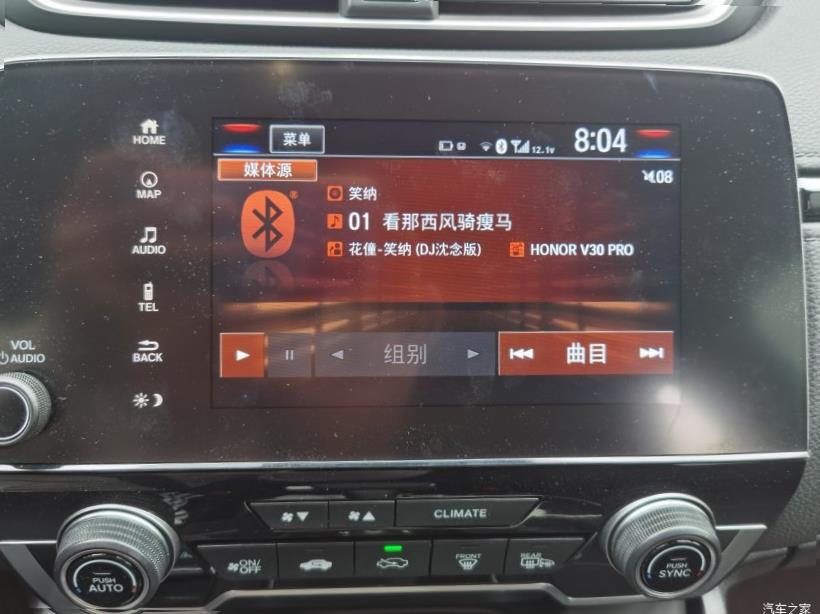 HOME
MAP
AUDIO
TEL
BACK
VOL
AUDIO
菜单
12.1v
8:04
媒体源
08
笑纳
01 看那西风骑瘦马
花僮-笑纳 (DJ沈念版) HONOR V30 PRO
组别
曲目
CLIMATE
ON/OFF
FRONT
REAR
PUSH
AUTO
PUSH
SYNC
汽车之家